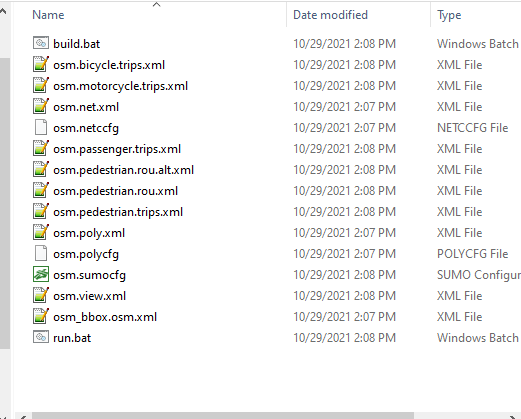 Name Date modified Type
build.bat 10/29/2021 2:08 PM Windows Batch
osm.bicycle.trips.xml 10/29/2021 2:08 PM XML File
osm.motorcycle.trips.xml 10/29/2021 2:08 PM XML File
osm.net.xml 10/29/2021 2:07 PM XML File
osm.netccfg 10/29/2021 2:07 PM NETCCFG File
osm.passenger.trips.xml 10/29/2021 2:08 PM XML File
osm.pedestrian.rou.alt.xml 10/29/2021 2:08 PM XML File
osm.pedestrian.rou.xml 10/29/2021 2:08 PM XML File
osm.pedestrian.trips.xml 10/29/2021 2:08 PM XML File
osm.poly.xml 10/29/2021 2:07 PM XML File
osm.polycfg 10/29/2021 2:07 PM POLYCFG File
osm.sumocfg 10/29/2021 2:08 PM SUMO Configur
osm.view.xml 10/29/2021 2:08 PM XML File
osm_bbox.osm.xml 10/29/2021 2:07 PM XML File
run.bat 10/29/2021 2:08 PM Windows Batch